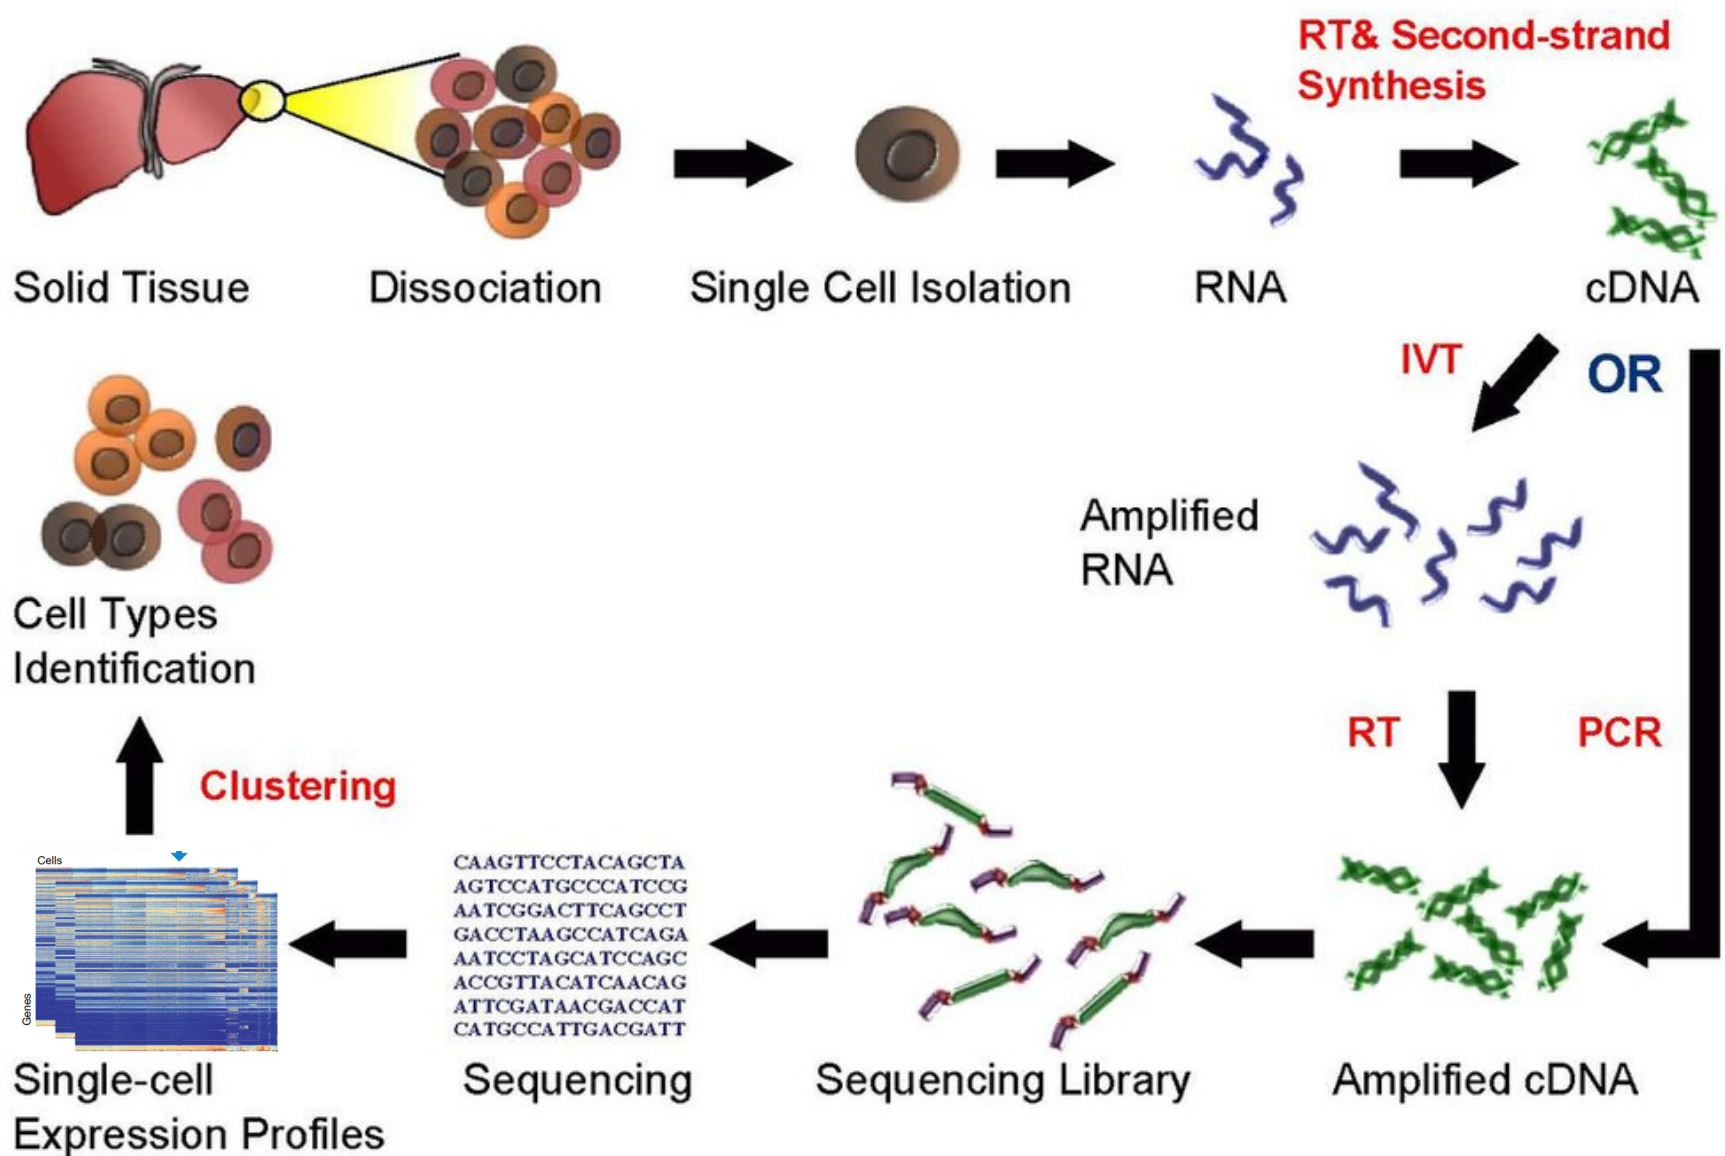 RT& Second-strand
Synthesis
Solid Tissue
Dissociation
Single Cell Isolation
RNA
cDNA
IVT
OR
Amplified
RNA
RT
PCR
Cell Types
Identification
Clustering
Cells
Genes
CAAGTTCCTACAGCTA
AGTCCATGCCCATCCG
AATCGGACTTCAGCCT
GACCTAAGCCATCAGA
AATCCTAGCATCCAGC
ACCGTTACATCAACAG
ATTCGATAACGACCAT
CATGCCATTGACGATT
Single-cell
Expression Profiles
Sequencing
Sequencing Library
Amplified cDNA